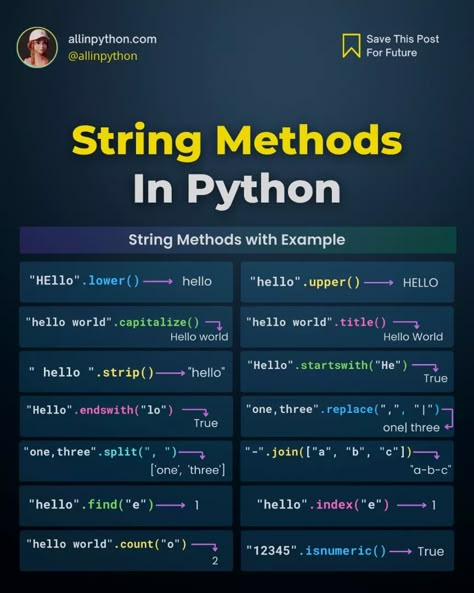 allinpython.com
@allinpython
Save This Post
For Future
String Methods
In Python
String Methods with Example
"HEllo".lower() hello
"hello".upper() HELLO
"hello world".capitalize()
Hello world
"hello world".title()
Hello World
" hello ".strip() "hello"
"Hello".startswith("He")
True
"Hello".endswith("lo")
True
"one,three".replace(",", "|")
one|three
"one,three".split(", ")
['one', 'three']
"-".join(["a", "b", "c"])
"a-b-c"
"hello".find("e") 1
"hello".index("e") 1
"hello world".count("o")
2
"12345".isnumeric() True